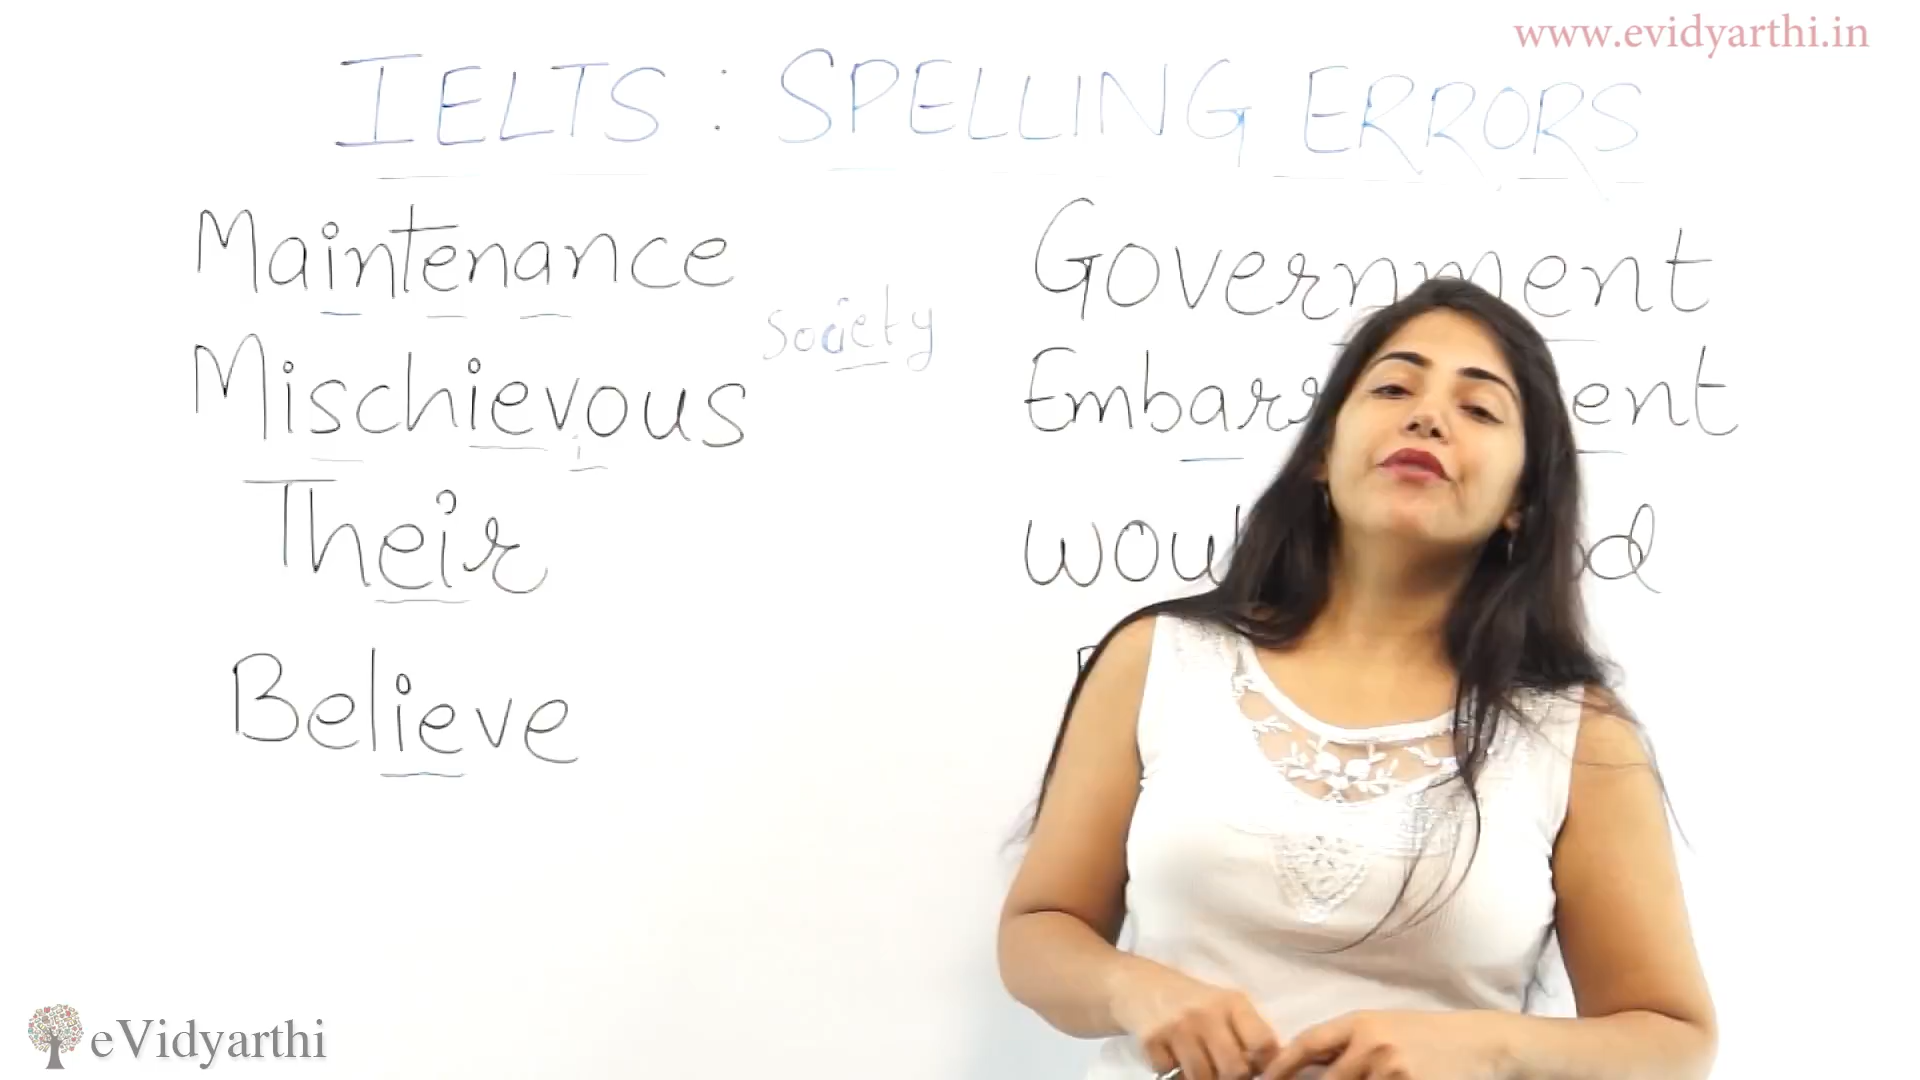 www.evidyarthi.in
IELTS : SPELLING ERRORS
Maintenance
Society
Mischievous
Their
Believe
Government
eVidyarthi